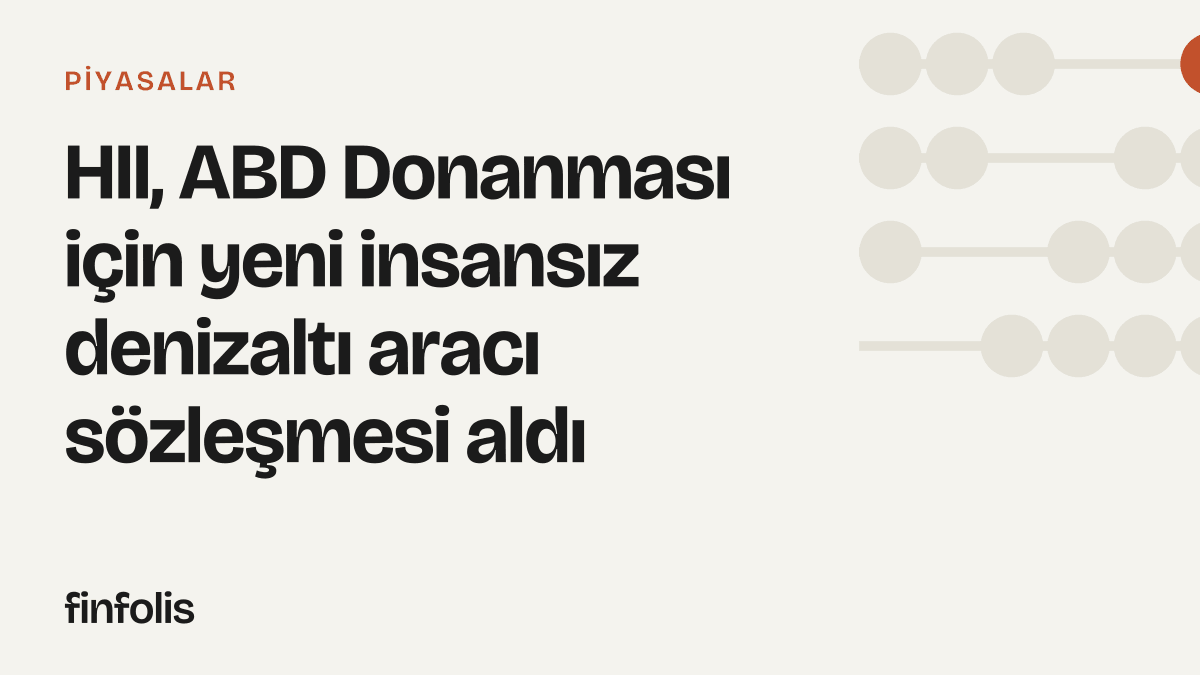 PİYASALAR
HII, ABD Donanması
için yeni insansız
denizaltı aracı
sözleşmesi aldı
finfolis